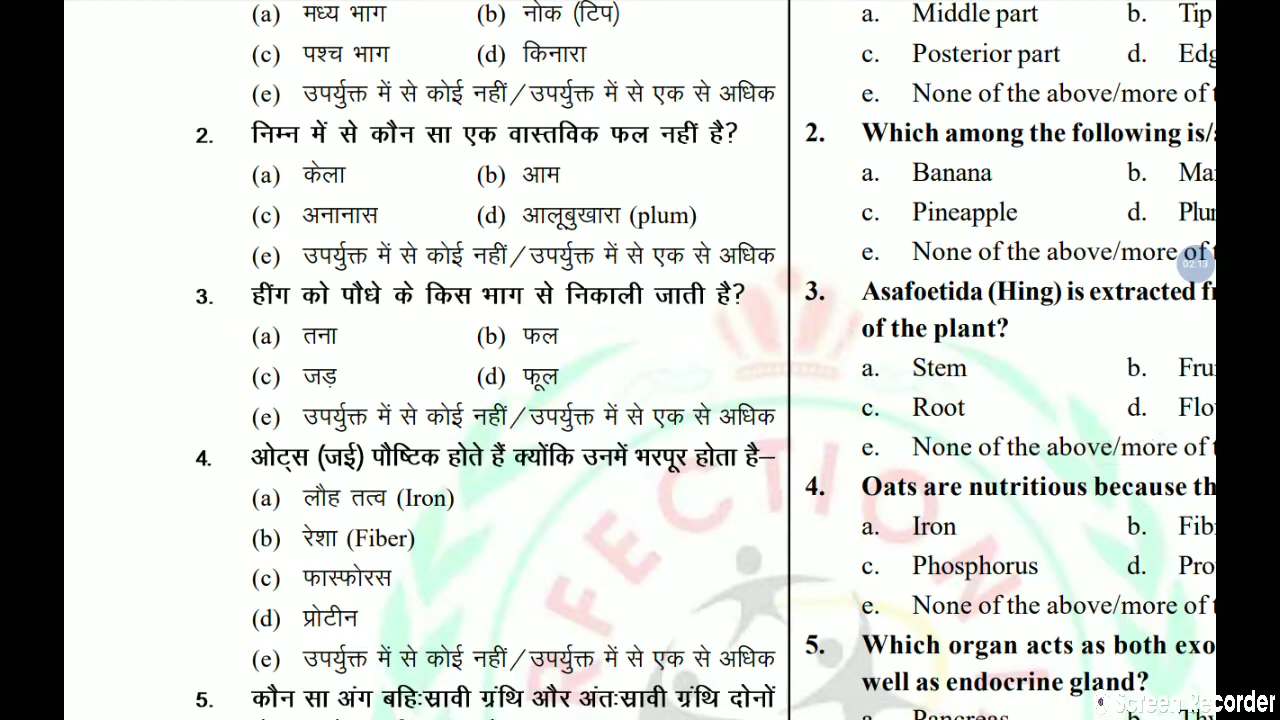 (a) मध्य भाग (b) नोक (टिप)
(c) पश्च भाग (d) किनारा
(e) उपर्युक्त में से कोई नहीं/उपर्युक्त में से एक से अधिक
2. निम्न में से कौन सा एक वास्तविक फल नहीं है?
(a) केला (b) आम
(c) अनानास (d) आलूबुखारा (plum)
(e) उपर्युक्त में से कोई नहीं/उपर्युक्त में से एक से अधिक
3. हींग को पौधे के किस भाग से निकाली जाती है?
(a) तना (b) फल
(c) जड़ (d) फूल
(e) उपर्युक्त में से कोई नहीं/उपर्युक्त में से एक से अधिक
4. ओट्स (जई) पौष्टिक होते हैं क्योंकि उनमें भरपूर होता है–
(a) लौह तत्व (Iron)
(b) रेशा (Fiber)
(c) फास्फोरस
(d) प्रोटीन
(e) उपर्युक्त में से कोई नहीं/उपर्युक्त में से एक से अधिक
5. कौन सा अंग बहिःस्रावी ग्रंथि और अंतःस्रावी ग्रंथि दोनों
a. Middle part b. Tip
c. Posterior part d. Edg
e. None of the above/more of
2. Which among the following is/
a. Banana b. Ma
c. Pineapple d. Plu
e. None of the above/more of
02:13
3. Asafoetida (Hing) is extracted f
of the plant?
a. Stem b. Fru
c. Root d. Flo
e. None of the above/more of
4. Oats are nutritious because th
a. Iron b. Fib
c. Phosphorus d. Pro
e. None of the above/more of
5. Which organ acts as both exo
well as endocrine gland?
a. Pancreas b. Th
RFECTION
Screen Recorder